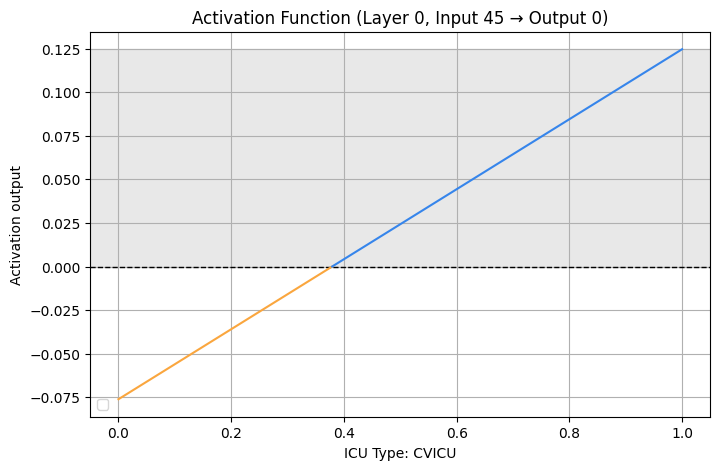 Activation Function (Layer 0, Input 45 → Output 0)
Activation output
0.125
0.100
0.075
0.050
0.025
0.000
−0.025
−0.050
−0.075
0.0 0.2 0.4 0.6 0.8 1.0
ICU Type: CVICU